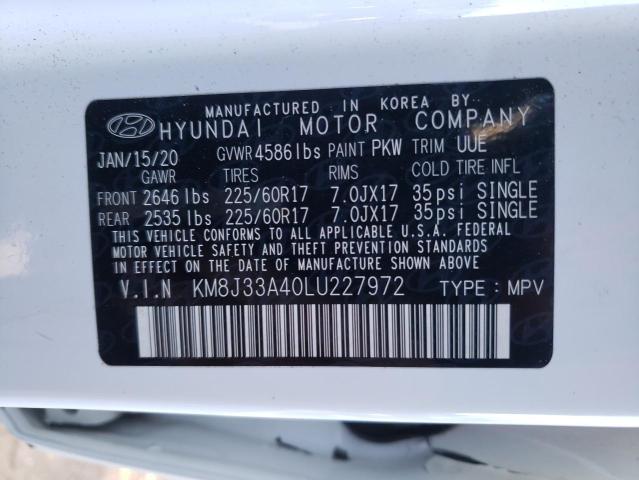 MANUFACTURED IN KOREA BY
HYUNDAI MOTOR COMPANY
JAN/15/20 GVWR 4586lbs PAINT PKW TRIM UUE
GAWR TIRES RIMS COLD TIRE INFL
FRONT 2646 lbs 225/60R17 7.0JX17 35psi SINGLE
REAR 2535 lbs 225/60R17 7.0JX17 35psi SINGLE
THIS VEHICLE CONFORMS TO ALL APPLICABLE U.S.A. FEDERAL
MOTOR VEHICLE SAFETY AND THEFT PREVENTION STANDARDS
IN EFFECT ON THE DATE OF MANUFACTURE SHOWN ABOVE.
V.I.N KM8J33A40LU227972 TYPE : MPV